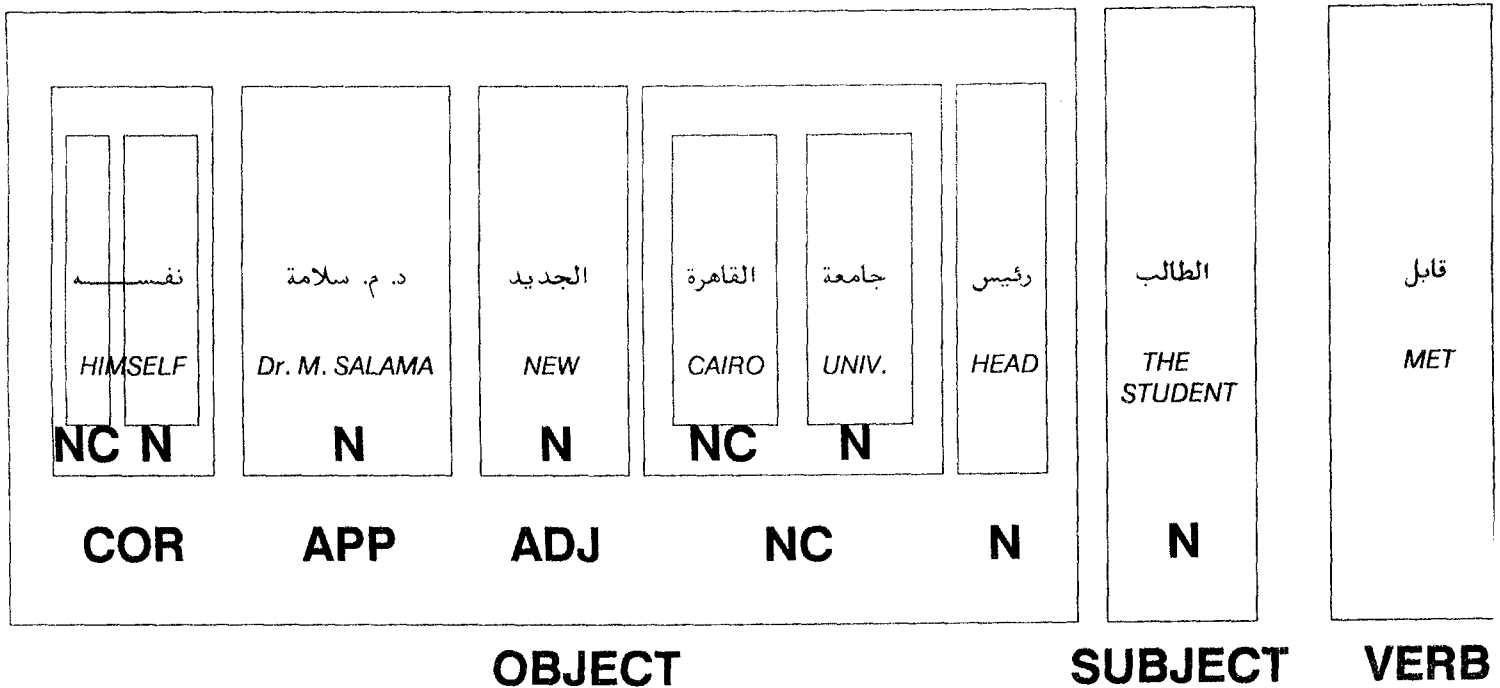 قابل الطالب رئيس جامعة القاهرة الجديد د. م. سلامة نفســـــه
HIMSELF Dr. M. SALAMA NEW CAIRO UNIV. HEAD THE STUDENT MET
NC N N N NC N
COR APP ADJ NC N N
OBJECT SUBJECT VERB